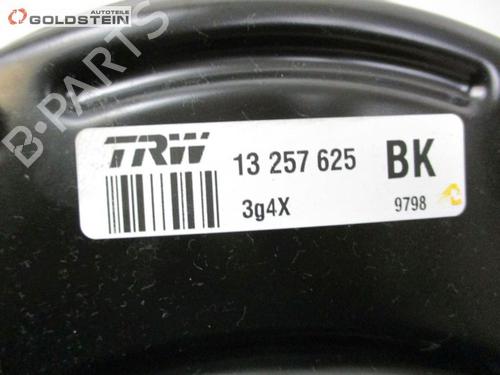 AUTOTEILE
GOLDSTEIN
B-PARTS
TRW
13 257 625
BK
3g4X
9798